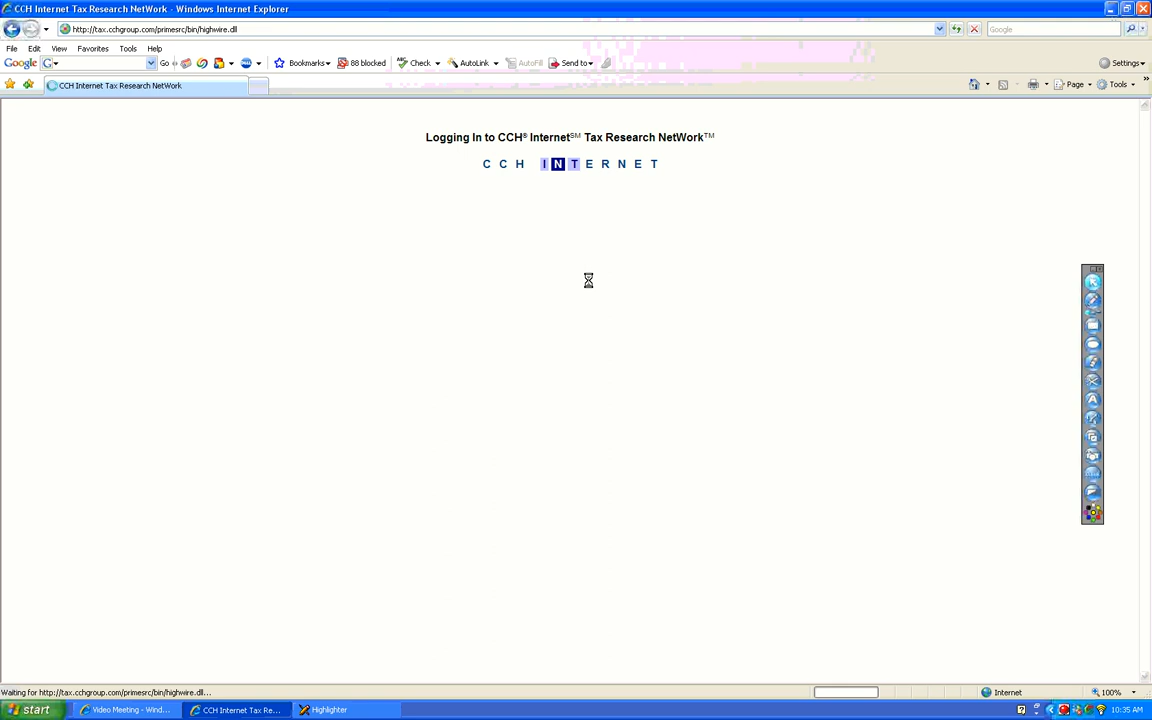 CCH Internet Tax Research NetWork - Windows Internet Explorer
http://tax.cchgroup.com/primesrc/bin/highwire.dll
Google
File Edit View Favorites Tools Help
Google G Go Bookmarks 88 blocked ABC Check AutoLink AutoFill Send to Settings
CCH Internet Tax Research NetWork Page Tools
Logging In to CCH® Internet℠ Tax Research NetWork™
C C H I N T E R N E T
A
Waiting for http://tax.cchgroup.com/primesrc/bin/highwire.dll... Internet 100%
start Video Meeting - Wind... CCH Internet Tax Re... Highlighter 10:35 AM